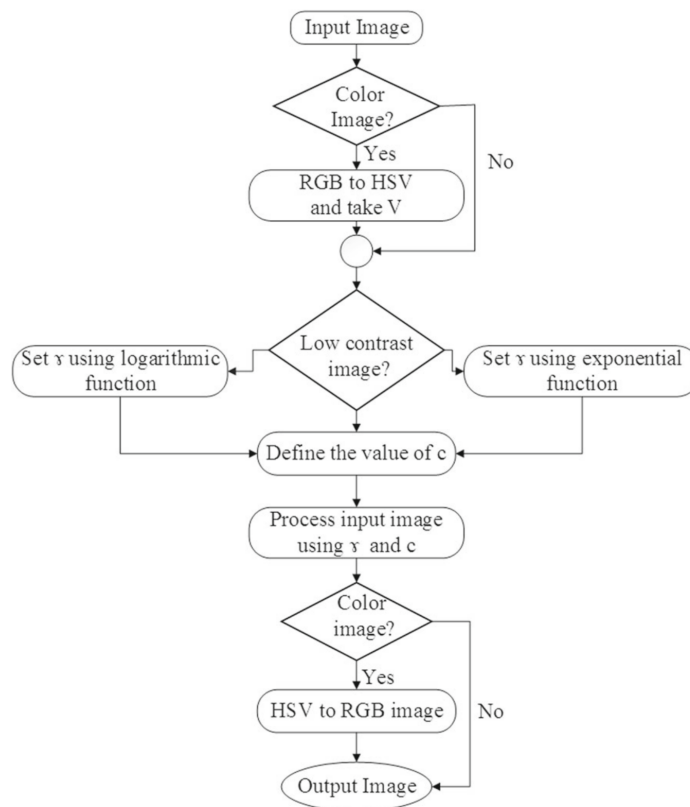 Input Image
Color
Image?
Yes
No
RGB to HSV
and take V
Low contrast
image?
Set ɤ using logarithmic
function
Set ɤ using exponential
function
Define the value of c
Process input image
using ɤ and c
Color
image?
Yes
No
HSV to RGB image
Output Image